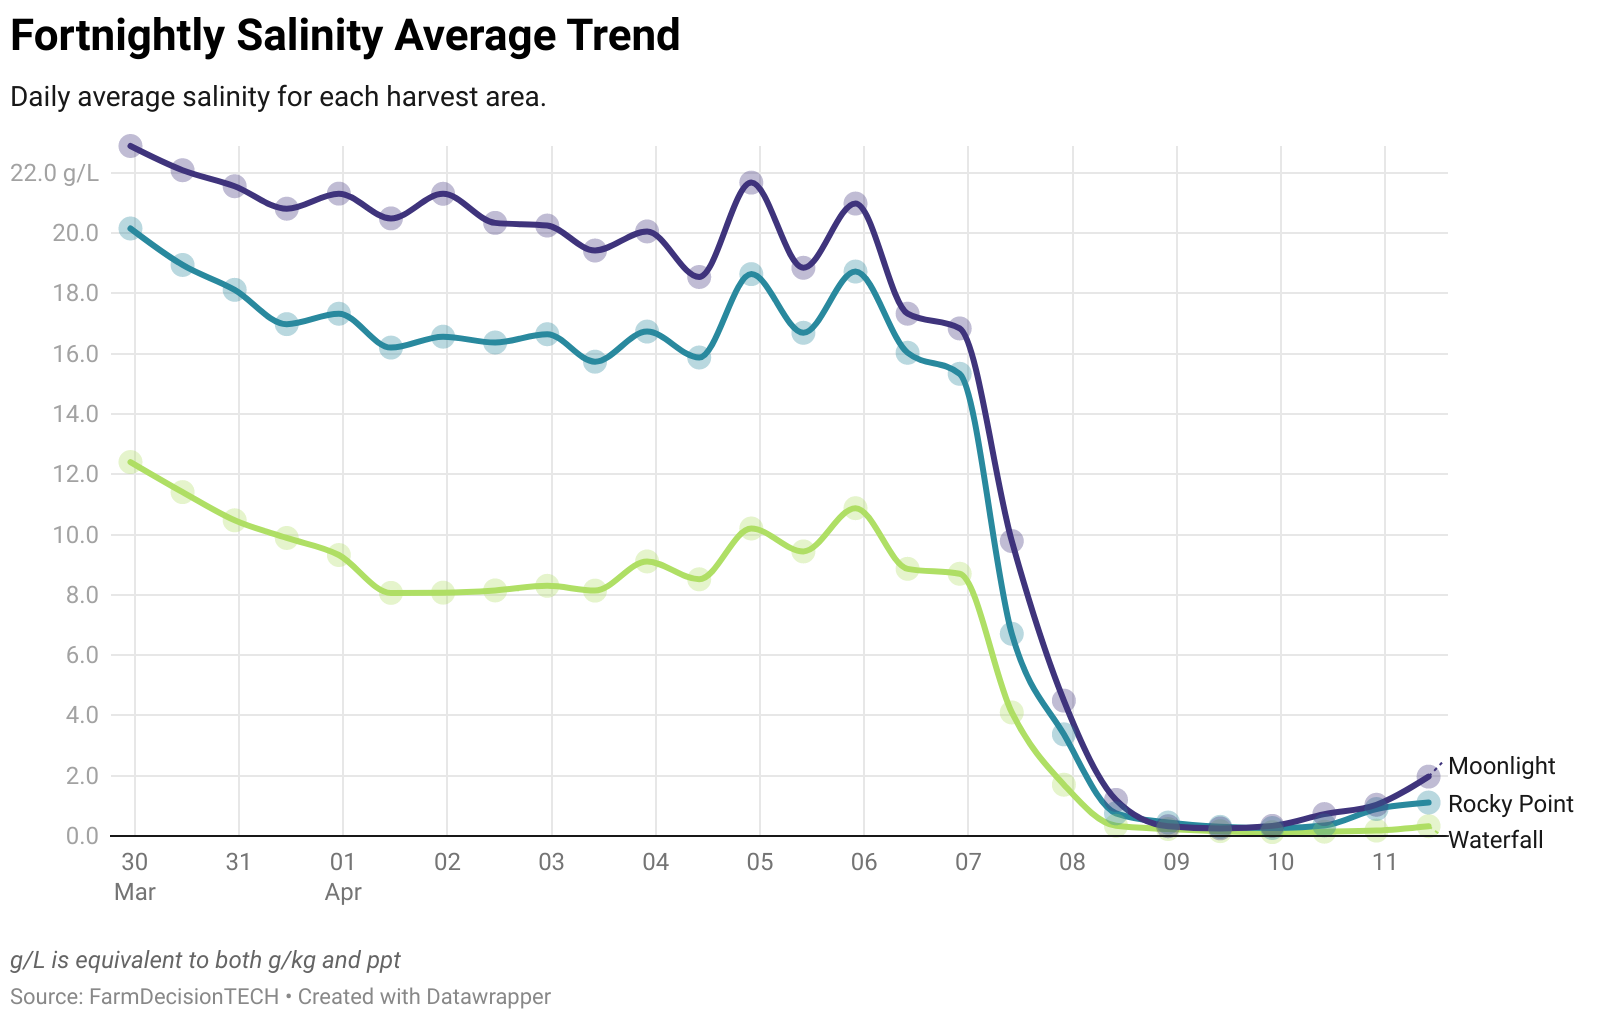 Fortnightly Salinity Average Trend
Daily average salinity for each harvest area.
22.0 g/L
20.0
18.0
16.0
14.0
12.0
10.0
8.0
6.0
4.0
2.0
0.0
Moonlight
Rocky Point
Waterfall
30 31 01 02 03 04 05 06 07 08 09 10 11
Mar Apr
g/L is equivalent to both g/kg and ppt
Source: FarmDecisionTECH • Created with Datawrapper